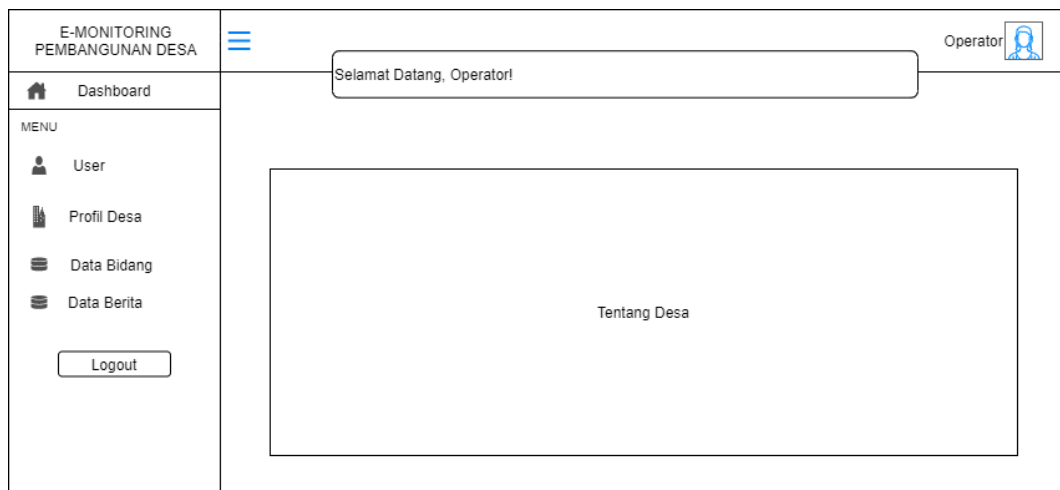 E-MONITORING
PEMBANGUNAN DESA
Operator
Selamat Datang, Operator!
Dashboard
MENU
User
Profil Desa
Data Bidang
Data Berita
Logout
Tentang Desa